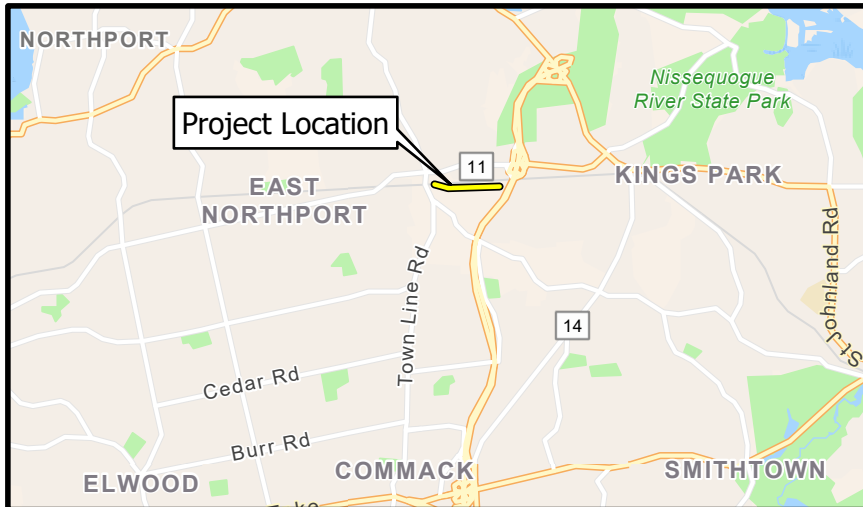 NORTHPORT
Nissequogue
River State Park
Project Location
11
KINGS PARK
EAST
NORTHPORT
St Johnland Rd
Town Line Rd
14
Cedar Rd
Burr Rd
COMMACK
SMITHTOWN
ELWOOD